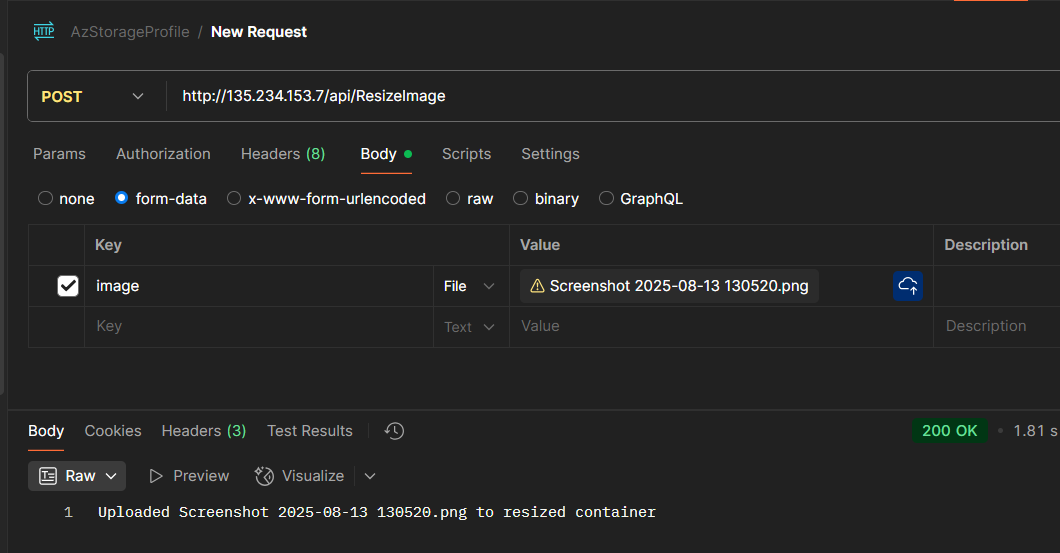 HTTP AzStorageProfile / New Request
POST http://135.234.153.7/api/ResizeImage
Params Authorization Headers (8) Body Scripts Settings
none form-data x-www-form-urlencoded raw binary GraphQL
Key Value Description
image File Screenshot 2025-08-13 130520.png
Key Text Value Description
Body Cookies Headers (3) Test Results 200 OK • 1.81 s
Raw Preview Visualize
1 Uploaded Screenshot 2025-08-13 130520.png to resized container